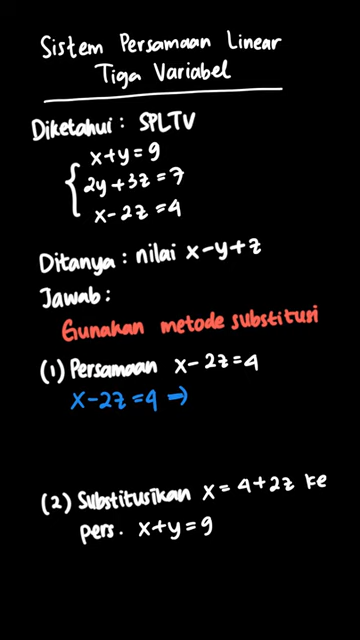 Sistem Persamaan Linear
Tiga Variabel
Diketahui : SPLTV
x+y=9
2y+3z=7
x-2z=4
Ditanya : nilai x-y+z
Jawab :
Gunakan metode substitusi
(1) Persamaan x-2z=4
x-2z=4 ⇒
(2) Substitusikan x=4+2z ke
pers. x+y=9